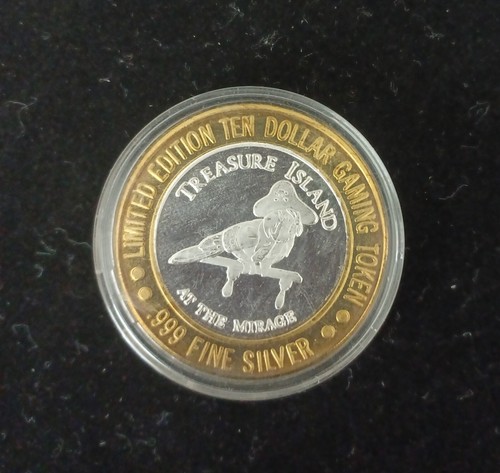 LIMITED EDITION TEN DOLLAR GAMING TOKEN
TREASURE ISLAND
AT THE MIRAGE
.999 FINE SILVER